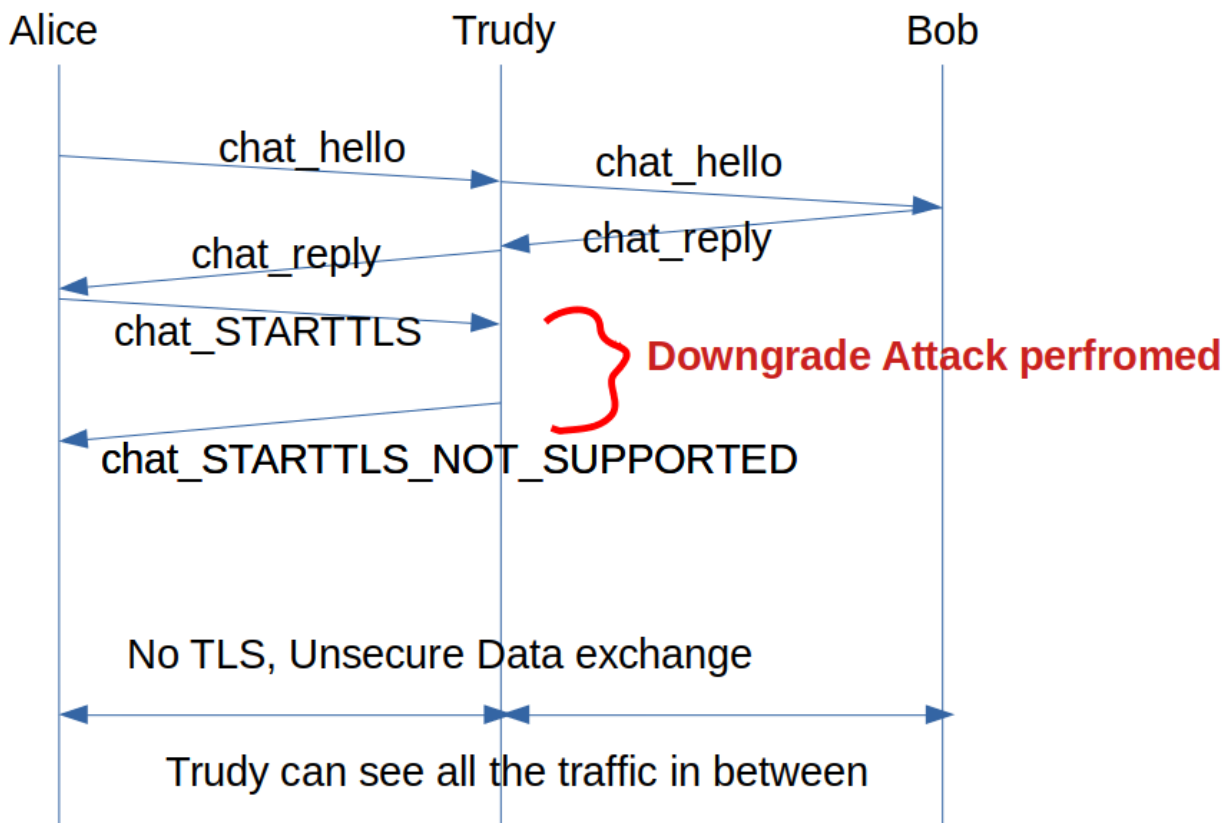 Alice
Trudy
Bob
chat_hello
chat_hello
chat_reply
chat_reply
chat_STARTTLS
Downgrade Attack perfromed
chat_STARTTLS_NOT_SUPPORTED
No TLS, Unsecure Data exchange
Trudy can see all the traffic in between